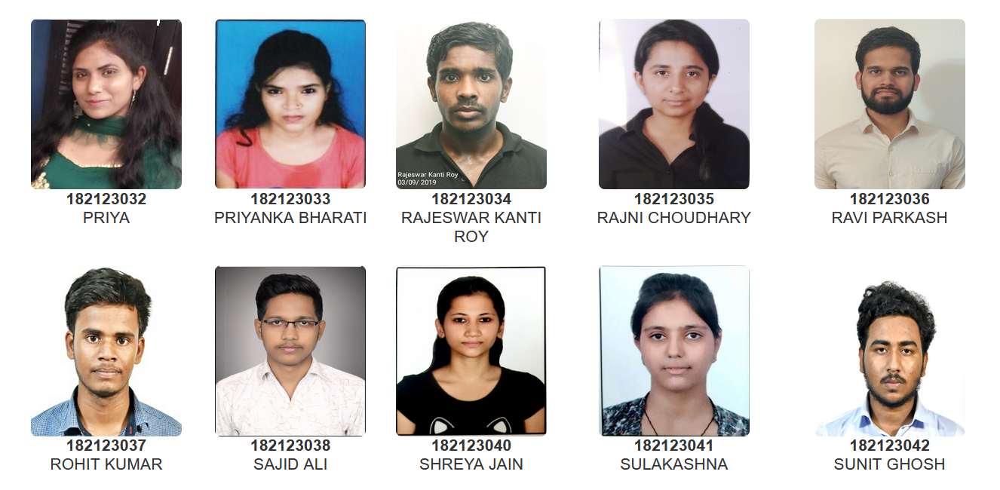 Rajeswar Kanti Roy
03/09/ 2019
182123032
PRIYA
182123033
PRIYANKA BHARATI
182123034
RAJESWAR KANTI
ROY
182123035
RAJNI CHOUDHARY
182123036
RAVI PARKASH
182123037
ROHIT KUMAR
182123038
SAJID ALI
182123040
SHREYA JAIN
182123041
SULAKASHNA
182123042
SUNIT GHOSH